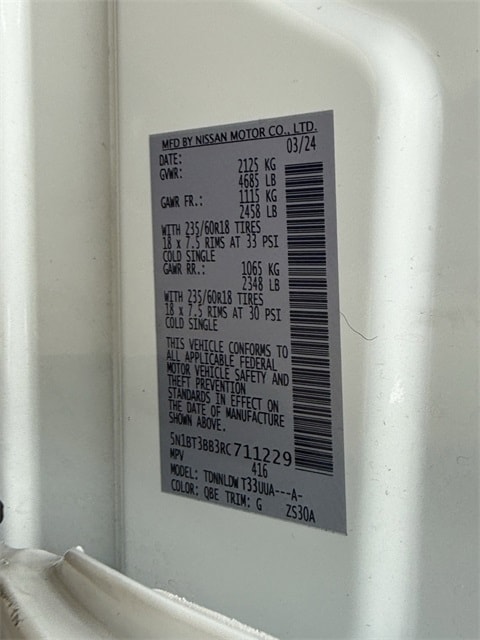 MFD BY NISSAN MOTOR CO., LTD.
DATE: 03/24
GVWR: 2125 KG
4685 LB
GAWR FR.: 1115 KG
2458 LB
WITH 235/60R18 TIRES
18 x 7.5 RIMS AT 33 PSI
COLD SINGLE
GAWR RR.: 1065 KG
2348 LB
WITH 235/60R18 TIRES
18 x 7.5 RIMS AT 30 PSI
COLD SINGLE
THIS VEHICLE CONFORMS TO
ALL APPLICABLE FEDERAL
MOTOR VEHICLE SAFETY AND
THEFT PREVENTION
STANDARDS IN EFFECT ON
THE DATE OF MANUFACTURE
SHOWN ABOVE.
5N1BT3BB3RC711229
MPV 416
MODEL: TDNNLDWT33UUA---A-
COLOR: QBE TRIM: G ZS30A